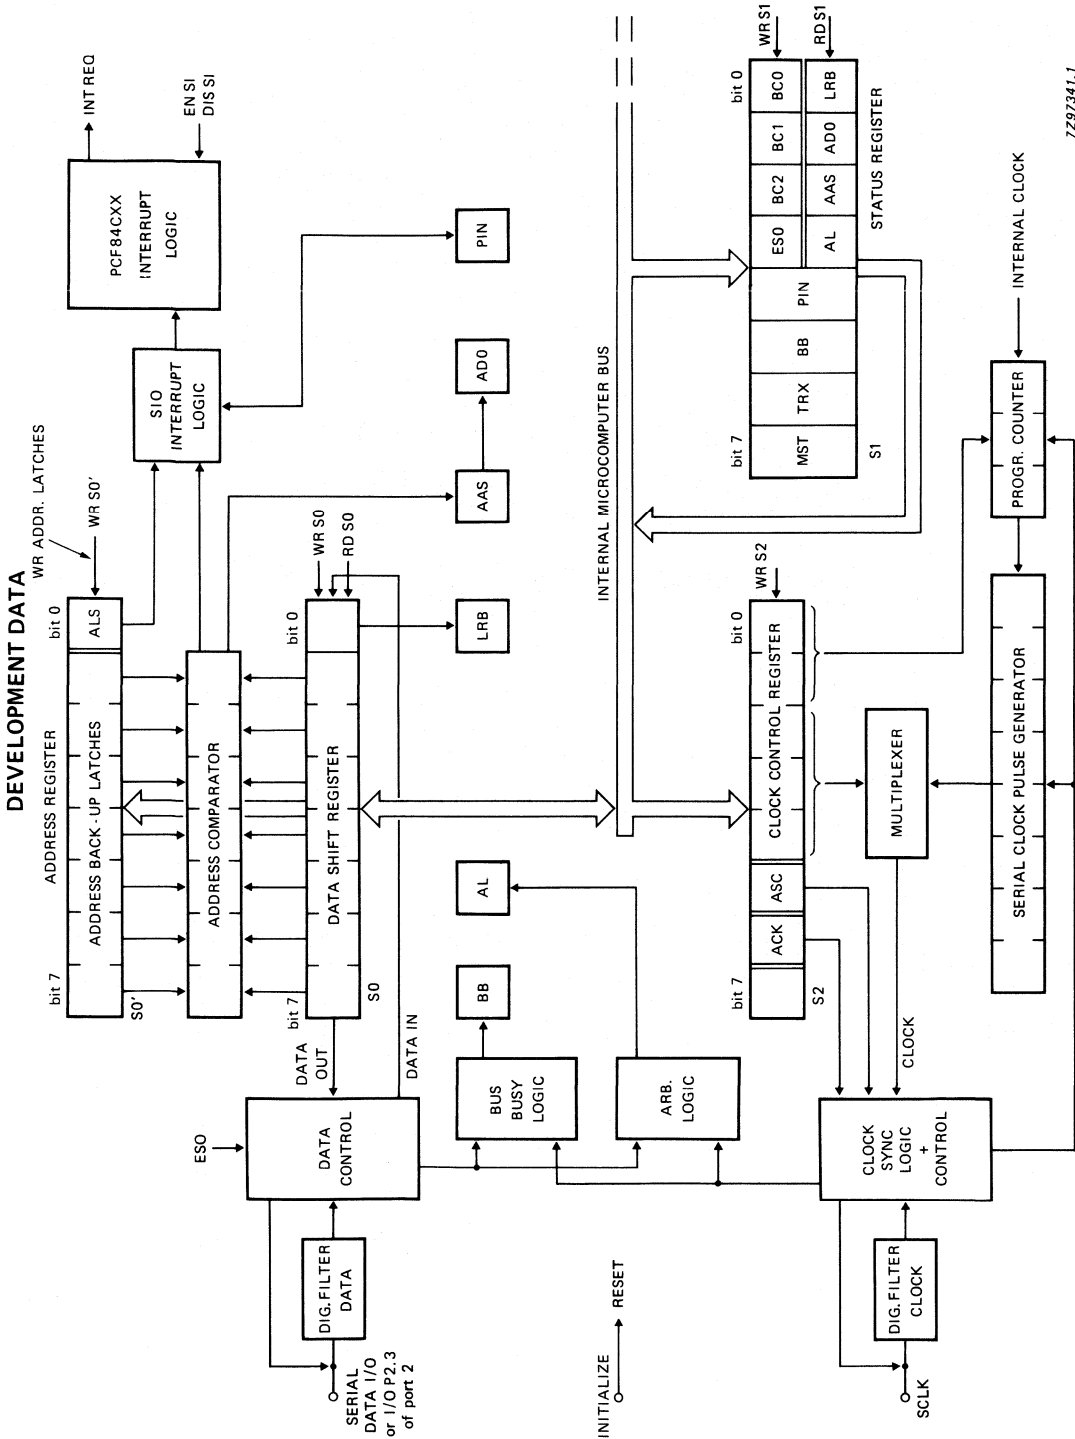 DEVELOPMENT DATA
WR ADDR. LATCHES
ADDRESS REGISTER
bit 7
bit 0
ADDRESS BACK-UP LATCHES
ALS
WR S0'
S0'
ADDRESS COMPARATOR
bit 7
bit 0
DATA SHIFT REGISTER
S0
WR S0
RD S0
SIO
INTERRUPT
LOGIC
PCF84CXX
INTERRUPT
LOGIC
INT REQ
EN SI
DIS SI
ESO
DATA
CONTROL
DATA
OUT
DATA IN
DIG. FILTER
DATA
SERIAL
DATA I/O
or I/O P2.3
of port 2
BUS
BUSY
LOGIC
BB
AL
LRB
AAS
AD0
PIN
ARB.
LOGIC
INITIALIZE
RESET
INTERNAL MICROCOMPUTER BUS
bit 7
bit 0
ACK
ASC
CLOCK CONTROL REGISTER
WR S2
S2
bit 7
bit 0
MST
TRX
BB
PIN
ESO
BC2
BC1
BC0
WR S1
AL
AAS
AD0
LRB
RD S1
S1
STATUS REGISTER
CLOCK
SYNC
LOGIC
+
CONTROL
CLOCK
DIG. FILTER
CLOCK
SCLK
MULTIPLEXER
SERIAL CLOCK PULSE GENERATOR
PROGR. COUNTER
INTERNAL CLOCK
7Z97341.1